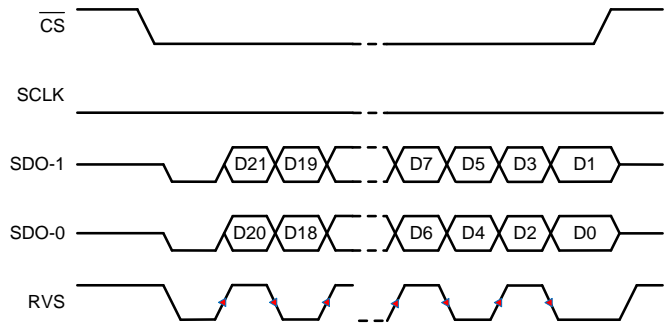 CS
SCLK
SDO-1 D21 D19 D7 D5 D3 D1
SDO-0 D20 D18 D6 D4 D2 D0
RVS